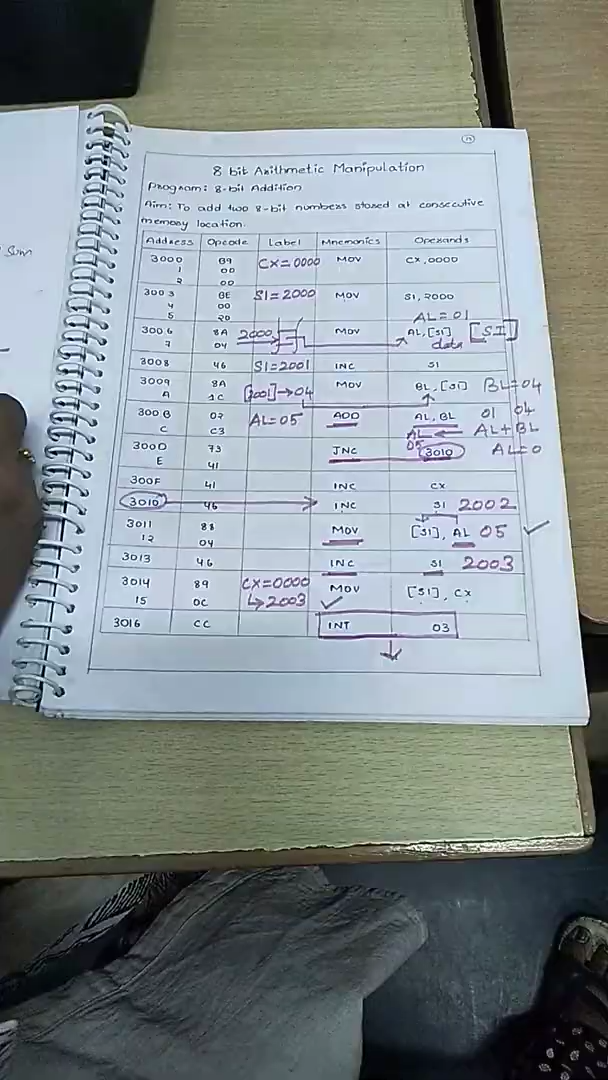 Sum
8 bit Arithmetic Manipulation
Program: 8-bit Addition
Aim: To add two 8-bit numbers stored at consecutive
memory location.
Address Opcode Label Mnemonics Operands
3000 B9 CX=0000 MOV CX,0000
1 00
2 00
3003 BE SI=2000 MOV SI,2000
4 00
5 20
AL=01
3006 8A 2000 MOV AL,[SI] [SI]
7 04 data
3008 46 SI=2001 INC SI
3009 8A [2001]→04 MOV BL,[SI] BL=04
A 1C
300B 02 AL=05 ADD AL,BL 01 04
C C3 AL ← AL+BL
300D 73 JNC 05 3010 AL=0
E 41
300F 41 INC CX
3010 46 INC SI 2002
3011 88 MOV [SI], AL 05 ✓
12 04
3013 46 INC SI 2003
3014 89 CX=0000 MOV [SI], CX
15 0C ↳2003 ✓
3016 CC INT 03